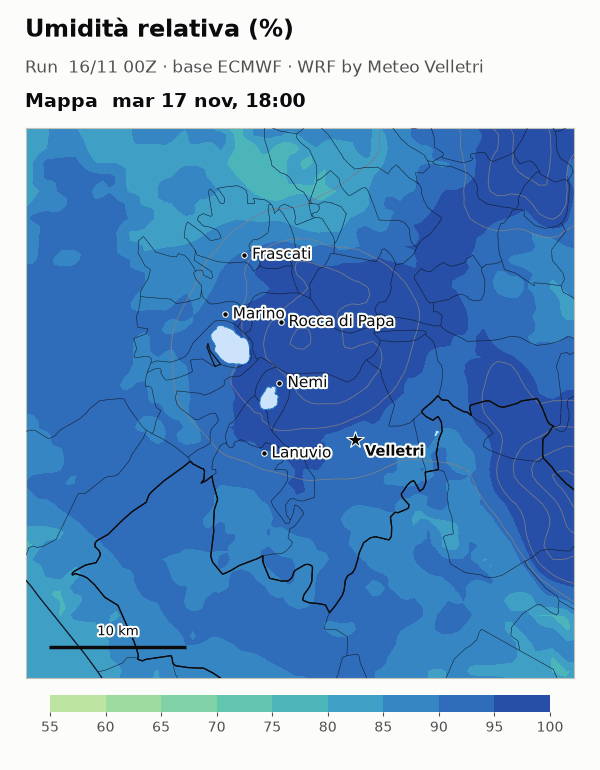 Umidità relativa (%)
Run  16/11 00Z · base ECMWF · WRF by Meteo Velletri
Mappa  mar 17 nov, 18:00
Frascati
Marino
Rocca di Papa
Nemi
Velletri
Lanuvio
10 km
55 60 65 70 75 80 85 90 95 100